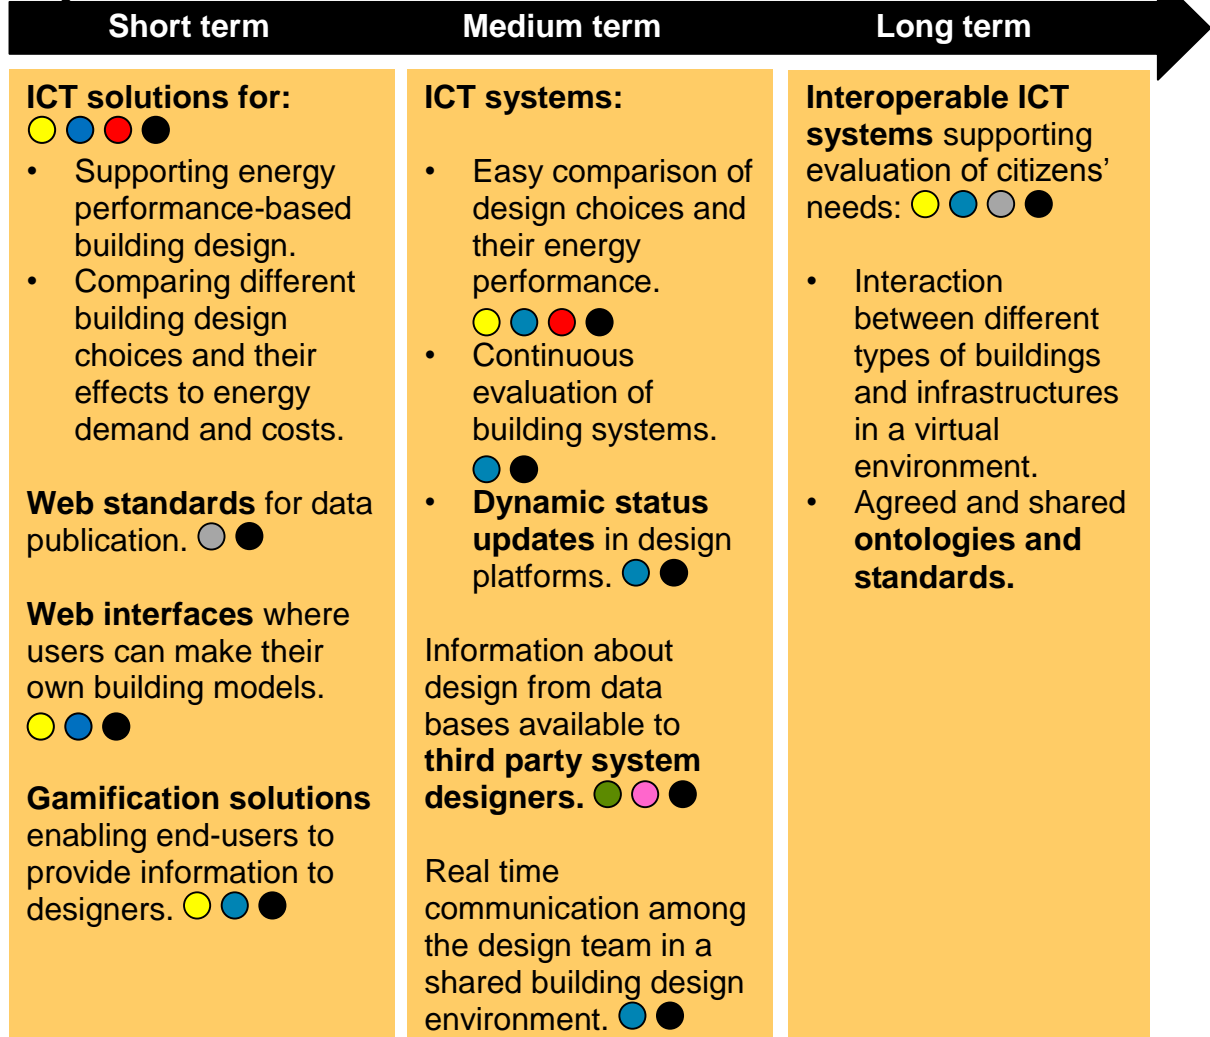 Short term
Medium term
Long term
ICT solutions for:
• Supporting energy
performance-based
building design.
• Comparing different
building design
choices and their
effects to energy
demand and costs.
Web standards for data
publication.
Web interfaces where
users can make their
own building models.
Gamification solutions
enabling end-users to
provide information to
designers.
ICT systems:
• Easy comparison of
design choices and
their energy
performance.
• Continuous
evaluation of
building systems.
• Dynamic status
updates in design
platforms.
Information about
design from data
bases available to
third party system
designers.
Real time
communication among
the design team in a
shared building design
environment.
Interoperable ICT
systems supporting
evaluation of citizens’
needs:
• Interaction
between different
types of buildings
and infrastructures
in a virtual
environment.
• Agreed and shared
ontologies and
standards.